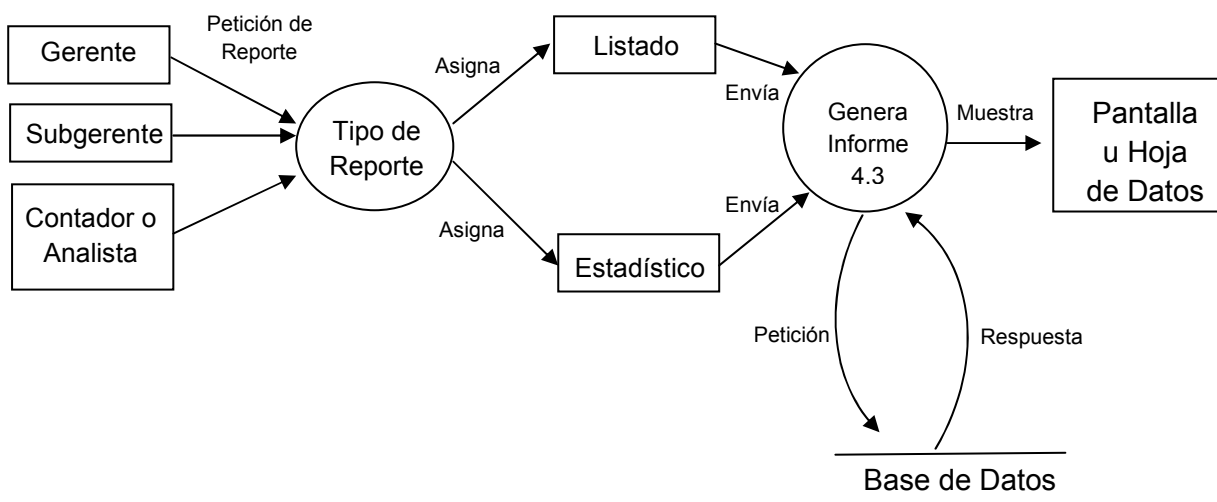 Gerente
Subgerente
Contador o
Analista
Petición de
Reporte
Tipo de
Reporte
Asigna
Asigna
Listado
Estadístico
Envía
Envía
Genera
Informe
4.3
Muestra
Pantalla
u Hoja
de Datos
Petición
Respuesta
Base de Datos